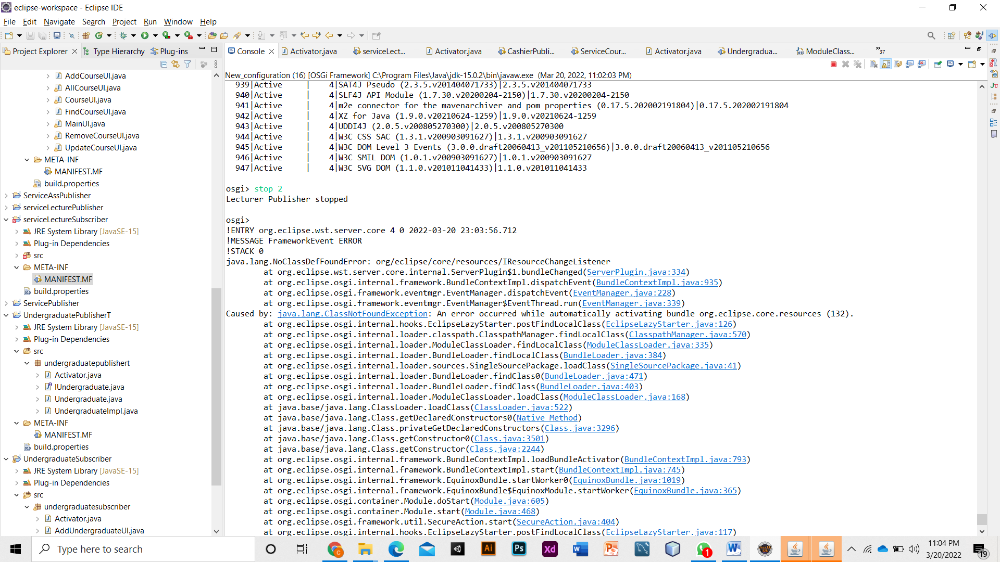 eclipse-workspace - Eclipse IDE
File Edit Navigate Search Project Run Window Help
Project Explorer Type Hierarchy Plug-ins
Console Activator.java serviceLect... Activator.java CashierPubli... ServiceCour... Activator.java Undergradua... ModuleClass... »37
AddCourseUI.java
AllCourseUI.java
CourseUI.java
FindCourseUI.java
MainUI.java
RemoveCourseUI.java
UpdateCourseUI.java
META-INF
MANIFEST.MF
build.properties
ServiceAssPublisher
serviceLecturePublisher
serviceLectureSubscriber
JRE System Library [JavaSE-15]
Plug-in Dependencies
src
META-INF
MANIFEST.MF
build.properties
ServicePublisher
UndergraduatePublisherT
JRE System Library [JavaSE-15]
Plug-in Dependencies
src
undergraduatepublishert
Activator.java
IUndergraduate.java
Undergraduate.java
UndergraduateImpl.java
META-INF
MANIFEST.MF
build.properties
UndergraduateSubscriber
JRE System Library [JavaSE-15]
Plug-in Dependencies
src
undergraduatesubscriber
Activator.java
AddUndergraduateUI.java
New_configuration (16) [OSGi Framework] C:\Program Files\Java\jdk-15.0.2\bin\javaw.exe (Mar 20, 2022, 11:02:03 PM)
939|Active | 4|SAT4J Pseudo (2.3.5.v201404071733)|2.3.5.v201404071733
940|Active | 4|SLF4J API Module (1.7.30.v20200204-2150)|1.7.30.v20200204-2150
941|Active | 4|m2e connector for the mavenarchiver and pom properties (0.17.5.202002191804)|0.17.5.202002191804
942|Active | 4|XZ for Java (1.9.0.v20210624-1259)|1.9.0.v20210624-1259
943|Active | 4|UDDI4J (2.0.5.v200805270300)|2.0.5.v200805270300
944|Active | 4|W3C CSS SAC (1.3.1.v200903091627)|1.3.1.v200903091627
945|Active | 4|W3C DOM Level 3 Events (3.0.0.draft20060413_v201105210656)|3.0.0.draft20060413_v201105210656
946|Active | 4|W3C SMIL DOM (1.0.1.v200903091627)|1.0.1.v200903091627
947|Active | 4|W3C SVG DOM (1.1.0.v201011041433)|1.1.0.v201011041433
osgi> stop 2
Lecturer Publisher stopped
osgi>
!ENTRY org.eclipse.wst.server.core 4 0 2022-03-20 23:03:56.712
!MESSAGE FrameworkEvent ERROR
!STACK 0
java.lang.NoClassDefFoundError: org/eclipse/core/resources/IResourceChangeListener
at org.eclipse.wst.server.core.internal.ServerPlugin$1.bundleChanged(ServerPlugin.java:334)
at org.eclipse.osgi.internal.framework.BundleContextImpl.dispatchEvent(BundleContextImpl.java:935)
at org.eclipse.osgi.framework.eventmgr.EventManager.dispatchEvent(EventManager.java:228)
at org.eclipse.osgi.framework.eventmgr.EventManager$EventThread.run(EventManager.java:339)
Caused by: java.lang.ClassNotFoundException: An error occurred while automatically activating bundle org.eclipse.core.resources (132).
at org.eclipse.osgi.internal.hooks.EclipseLazyStarter.postFindLocalClass(EclipseLazyStarter.java:126)
at org.eclipse.osgi.internal.loader.classpath.ClasspathManager.findLocalClass(ClasspathManager.java:570)
at org.eclipse.osgi.internal.loader.ModuleClassLoader.findLocalClass(ModuleClassLoader.java:335)
at org.eclipse.osgi.internal.loader.BundleLoader.findLocalClass(BundleLoader.java:384)
at org.eclipse.osgi.internal.loader.sources.SingleSourcePackage.loadClass(SingleSourcePackage.java:41)
at org.eclipse.osgi.internal.loader.BundleLoader.findClass0(BundleLoader.java:471)
at org.eclipse.osgi.internal.loader.BundleLoader.findClass(BundleLoader.java:403)
at org.eclipse.osgi.internal.loader.ModuleClassLoader.loadClass(ModuleClassLoader.java:168)
at java.base/java.lang.ClassLoader.loadClass(ClassLoader.java:522)
at java.base/java.lang.Class.getDeclaredConstructors0(Native Method)
at java.base/java.lang.Class.privateGetDeclaredConstructors(Class.java:3296)
at java.base/java.lang.Class.getConstructor0(Class.java:3501)
at java.base/java.lang.Class.getConstructor(Class.java:2244)
at org.eclipse.osgi.internal.framework.BundleContextImpl.loadBundleActivator(BundleContextImpl.java:793)
at org.eclipse.osgi.internal.framework.BundleContextImpl.start(BundleContextImpl.java:745)
at org.eclipse.osgi.internal.framework.EquinoxBundle.startWorker0(EquinoxBundle.java:1019)
at org.eclipse.osgi.internal.framework.EquinoxBundle$EquinoxModule.startWorker(EquinoxBundle.java:365)
at org.eclipse.osgi.container.Module.doStart(Module.java:605)
at org.eclipse.osgi.container.Module.start(Module.java:468)
at org.eclipse.osgi.framework.util.SecureAction.start(SecureAction.java:404)
at org.eclipse.osgi.internal.hooks.EclipseLazyStarter.postFindLocalClass(EclipseLazyStarter.java:117)
Type here to search
11:04 PM
3/20/2022
19